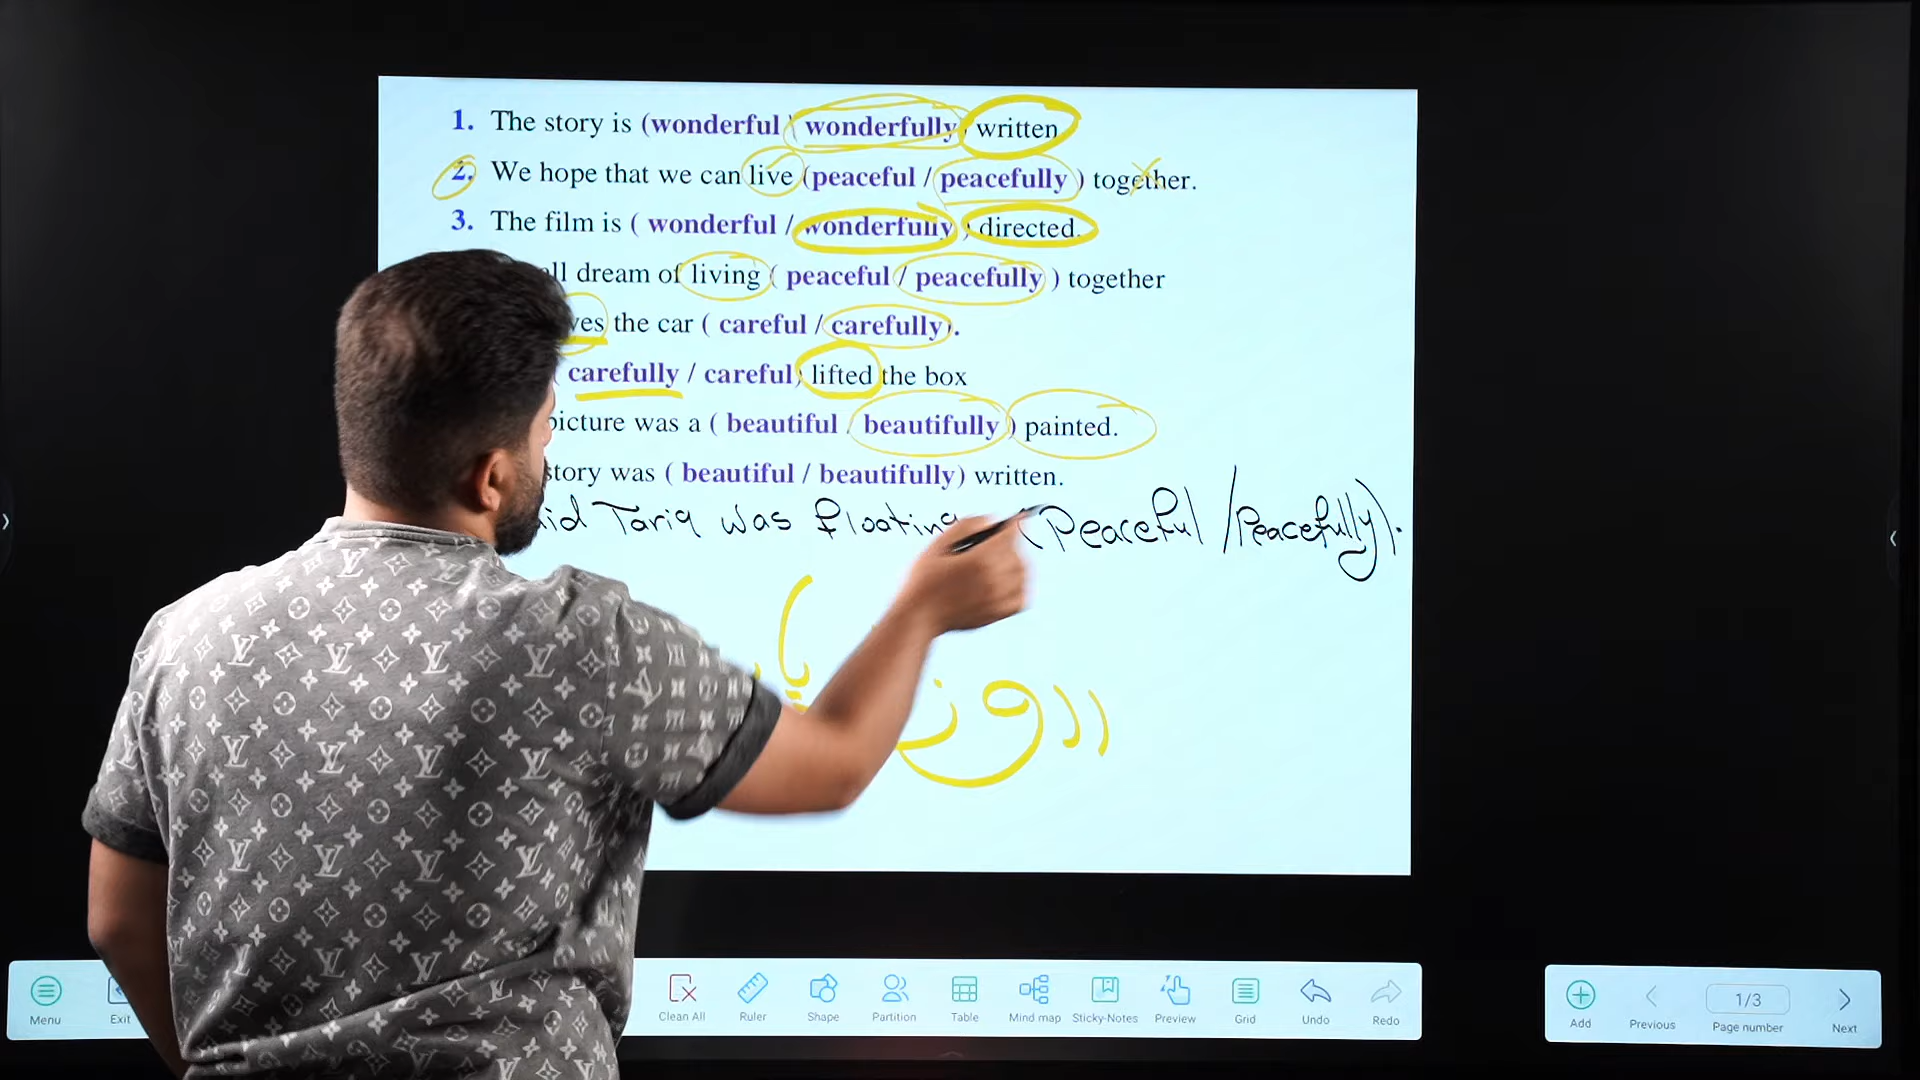 1. The story is (wonderful / wonderfully) written
2. We hope that we can live (peaceful / peacefully) together.
3. The film is ( wonderful / wonderfully ) directed.
dream of living ( peaceful / peacefully ) together
the car ( careful / carefully).
( carefully / careful) lifted the box
picture was a ( beautiful / beautifully ) painted.
story was ( beautiful / beautifully) written.
Tariq was floating (Peaceful / Peacefully).
Menu
Exit
Clean All
Ruler
Shape
Partition
Table
Mind map
Sticky-Notes
Preview
Grid
Undo
Redo
Add
Previous
1/3
Page number
Next